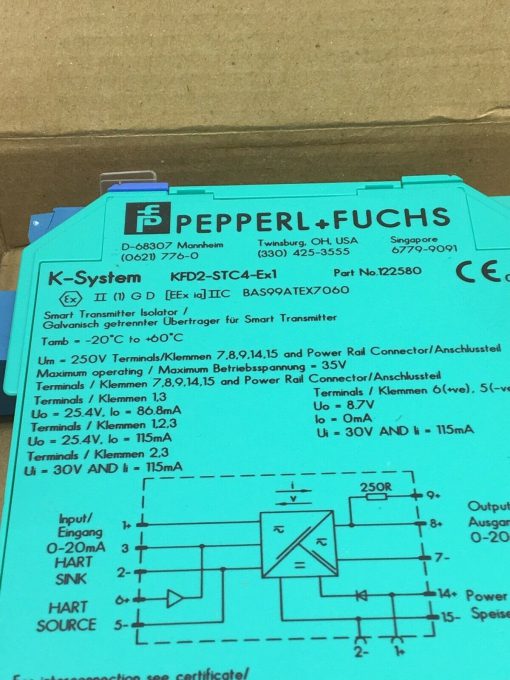 PEPPERL+FUCHS
D-68307 Mannheim Twinsburg, OH, USA Singapore
(0621) 776-0 (330) 425-3555 6779-9091
K-System KFD2-STC4-Ex1 Part No.122580 CE
Ex II (1) G D [EEx ia] IIC BAS99ATEX7060
Smart Transmitter Isolator /
Galvanisch getrennter Übertrager für Smart Transmitter
Tamb = -20°C to +60°C
Um = 250V Terminals/Klemmen 7,8,9,14,15 and Power Rail Connector/Anschlussteil
Maximum operating / Maximum Betriebsspannung = 35V
Terminals / Klemmen 7,8,9,14,15 and Power Rail Connector/Anschlussteil
Terminals / Klemmen 1,3
Uo = 25.4V, Io = 86.8mA
Terminals / Klemmen 1,2,3
Uo = 25.4V, Io = 115mA
Terminals / Klemmen 2,3
Ui = 30V AND Ii = 115mA
Terminals / Klemmen 6(+ve), 5(-ve
Uo = 8.7V
Io = 0mA
Ui = 30V AND Ii = 115mA
Input/
Eingang
0-20mA
HART
SINK
HART
SOURCE
1+
3
2-
6+
5-
i
v
250R
9+
8+
7-
14+ Power
15- Speise
2- 1+
Output
Ausgan
0-20
For interconnection see certificate/